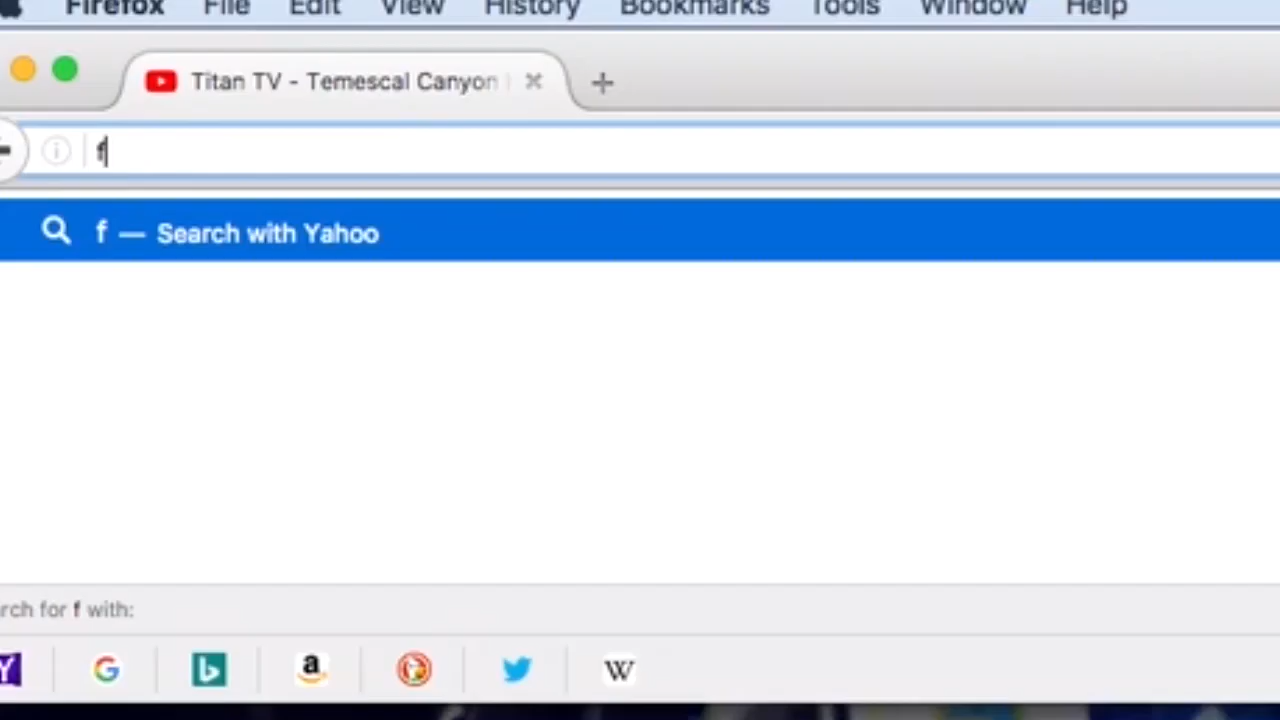 Firefox File Edit View History Bookmarks Tools Window Help
Titan TV - Temescal Canyon
f
f — Search with Yahoo
rch for f with:
Y G b a W